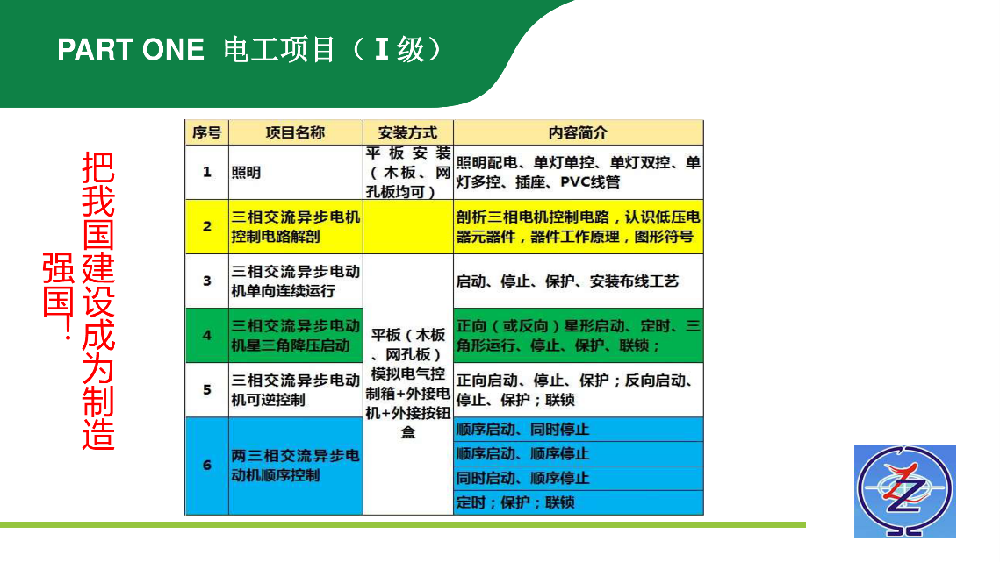 PART ONE 电工项目（Ⅰ级）
把我国建设成为制造
强国！
序号 项目名称 安装方式 内容简介
1 照明
平板安装
（木板、网
孔板均可）
照明配电、单灯单控、单灯双控、单
灯多控、插座、PVC线管
2
三相交流异步电机
控制电路解剖
剖析三相电机控制电路，认识低压电
器元器件，器件工作原理，图形符号
3
三相交流异步电动
机单向连续运行
启动、停止、保护、安装布线工艺
4
三相交流异步电动
机星三角降压启动
正向（或反向）星形启动、定时、三
角形运行、停止、保护、联锁；
5
三相交流异步电动
机可逆控制
正向启动、停止、保护；反向启动、
停止、保护；联锁
平板（木板
、网孔板）
模拟电气控
制箱+外接电
机+外接按钮
盒
6
两三相交流异步电
动机顺序控制
顺序启动、同时停止
顺序启动、顺序停止
同时启动、顺序停止
定时；保护；联锁